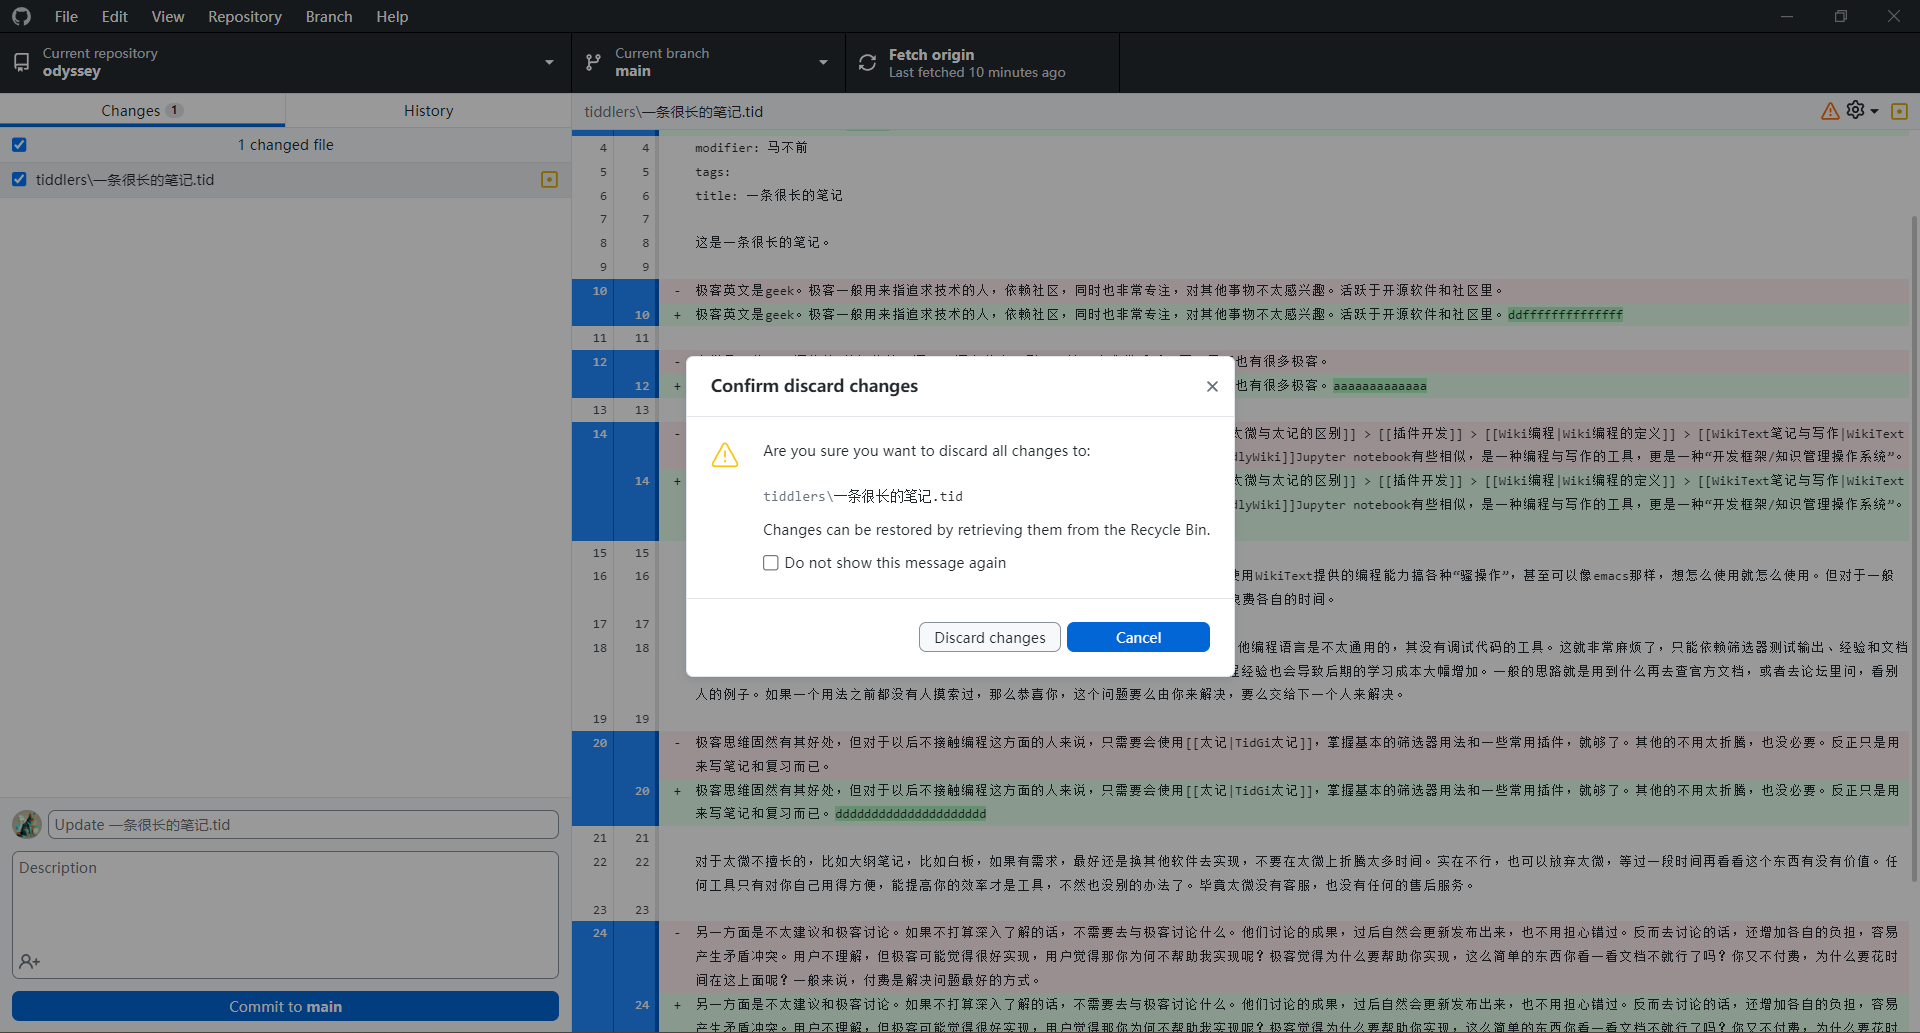 File Edit View Repository Branch Help
Current repository
odyssey
Current branch
main
Fetch origin
Last fetched 10 minutes ago
Changes 1
History
tiddlers\一条很长的笔记.tid
1 changed file
tiddlers\一条很长的笔记.tid
4 4 modifier: 马不前
5 5 tags:
6 6 title: 一条很长的笔记
7 7
8 8 这是一条很长的笔记。
9 9
10 - 极客英文是geek。极客一般用来指追求技术的人，依赖社区，同时也非常专注，对其他事物不太感兴趣。活跃于开源软件和社区里。
10 + 极客英文是geek。极客一般用来指追求技术的人，依赖社区，同时也非常专注，对其他事物不太感兴趣。活跃于开源软件和社区里。ddffffffffffffff
11 11
12 - 也有很多极客。
12 + 也有很多极客。aaaaaaaaaaaaa
13 13
14 - 太微与太记的区别]] > [[插件开发]] > [[Wiki编程|Wiki编程的定义]] > [[WikiText笔记与写作|WikiText
dlyWiki]]Jupyter notebook有些相似，是一种编程与写作的工具，更是一种“开发框架/知识管理操作系统”。
14 + 太微与太记的区别]] > [[插件开发]] > [[Wiki编程|Wiki编程的定义]] > [[WikiText笔记与写作|WikiText
dlyWiki]]Jupyter notebook有些相似，是一种编程与写作的工具，更是一种“开发框架/知识管理操作系统”。
15 15
16 16 使用WikiText提供的编程能力搞各种“骚操作”，甚至可以像emacs那样，想怎么使用就怎么使用。但对于一般
浪费各自的时间。
17 17
18 18 他编程语言是不太通用的，其没有调试代码的工具。这就非常麻烦了，只能依赖筛选器测试输出、经验和文档
程经验也会导致后期的学习成本大幅增加。一般的思路就是用到什么再去查官方文档，或者去论坛里问，看别
人的例子。如果一个用法之前都没有人摸索过，那么恭喜你，这个问题要么由你来解决，要么交给下一个人来解决。
19 19
20 - 极客思维固然有其好处，但对于以后不接触编程这方面的人来说，只需要会使用[[太记|TidGi太记]]，掌握基本的筛选器用法和一些常用插件，就够了。其他的不用太折腾，也没必要。反正只是用
来写笔记和复习而已。
20 + 极客思维固然有其好处，但对于以后不接触编程这方面的人来说，只需要会使用[[太记|TidGi太记]]，掌握基本的筛选器用法和一些常用插件，就够了。其他的不用太折腾，也没必要。反正只是用
来写笔记和复习而已。ddddddddddddddddddddd
21 21
22 22 对于太微不擅长的，比如大纲笔记，比如白板，如果有需求，最好还是换其他软件去实现，不要在太微上折腾太多时间。实在不行，也可以放弃太微，等过一段时间再看看这个东西有没有价值。任
何工具只有对你自己用得方便，能提高你的效率才是工具，不然也没别的办法了。毕竟太微没有客服，也没有任何的售后服务。
23 23
24 - 另一方面是不太建议和极客讨论。如果不打算深入了解的话，不需要去与极客讨论什么。他们讨论的成果，过后自然会更新发布出来，也不用担心错过。反而去讨论的话，还增加各自的负担，容易
产生矛盾冲突。用户不理解，但极客可能觉得很好实现，用户觉得那你为何不帮助我实现呢？极客觉得为什么要帮助你实现，这么简单的东西你看一看文档不就行了吗？你又不付费，为什么要花时
间在这上面呢？一般来说，付费是解决问题最好的方式。
24 + 另一方面是不太建议和极客讨论。如果不打算深入了解的话，不需要去与极客讨论什么。他们讨论的成果，过后自然会更新发布出来，也不用担心错过。反而去讨论的话，还增加各自的负担，容易
产生矛盾冲突。用户不理解，但极客可能觉得很好实现，用户觉得那你为何不帮助我实现呢？极客觉得为什么要帮助你实现，这么简单的东西你看一看文档不就行了吗？你又不付费，为什么要花时
Confirm discard changes
Are you sure you want to discard all changes to:
tiddlers\一条很长的笔记.tid
Changes can be restored by retrieving them from the Recycle Bin.
Do not show this message again
Discard changes
Cancel
Update 一条很长的笔记.tid
Description
Commit to main